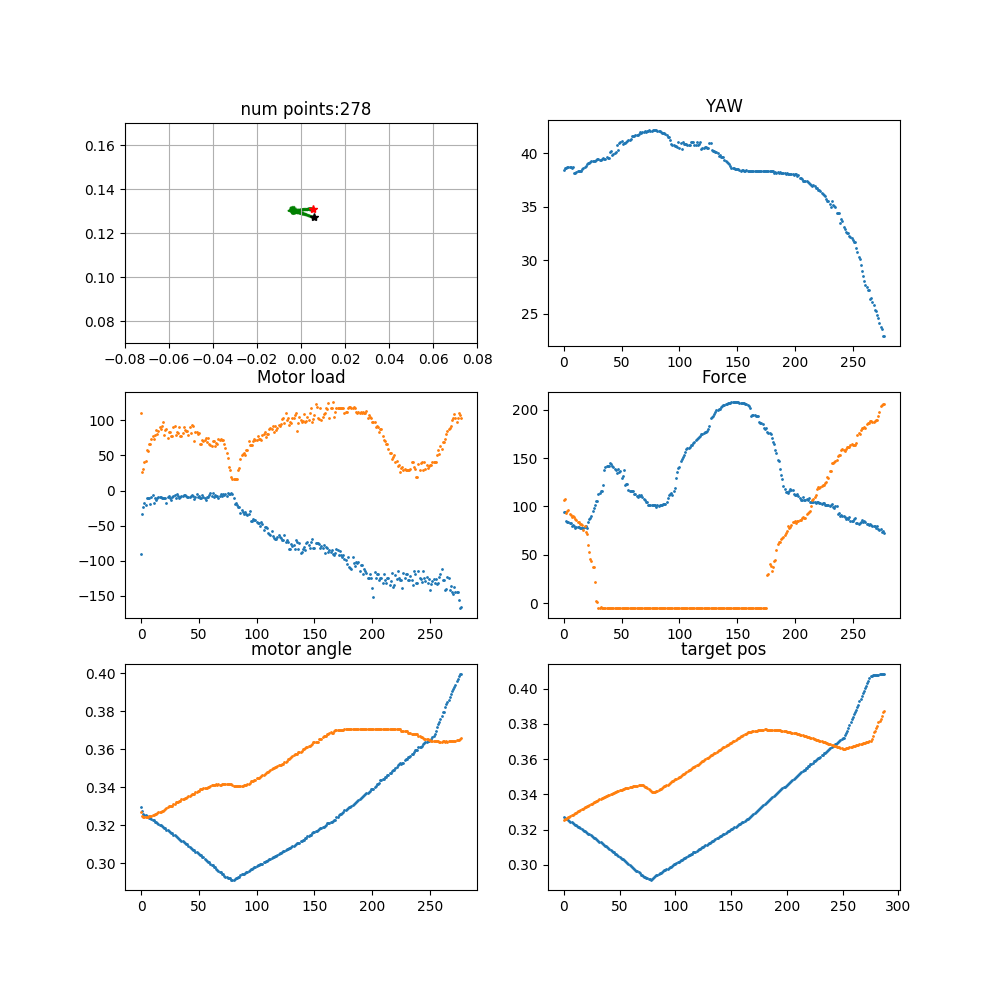 num points:278
0.16
0.14
0.12
0.10
0.08
−0.08 −0.06 −0.04 −0.02 0.00 0.02 0.04 0.06 0.08
YAW
40
35
30
25
0 50 100 150 200 250
Motor load
100
50
0
−50
−100
−150
0 50 100 150 200 250
Force
200
150
100
50
0
0 50 100 150 200 250
motor angle
0.40
0.38
0.36
0.34
0.32
0.30
0 50 100 150 200 250
target pos
0.40
0.38
0.36
0.34
0.32
0.30
0 50 100 150 200 250 300